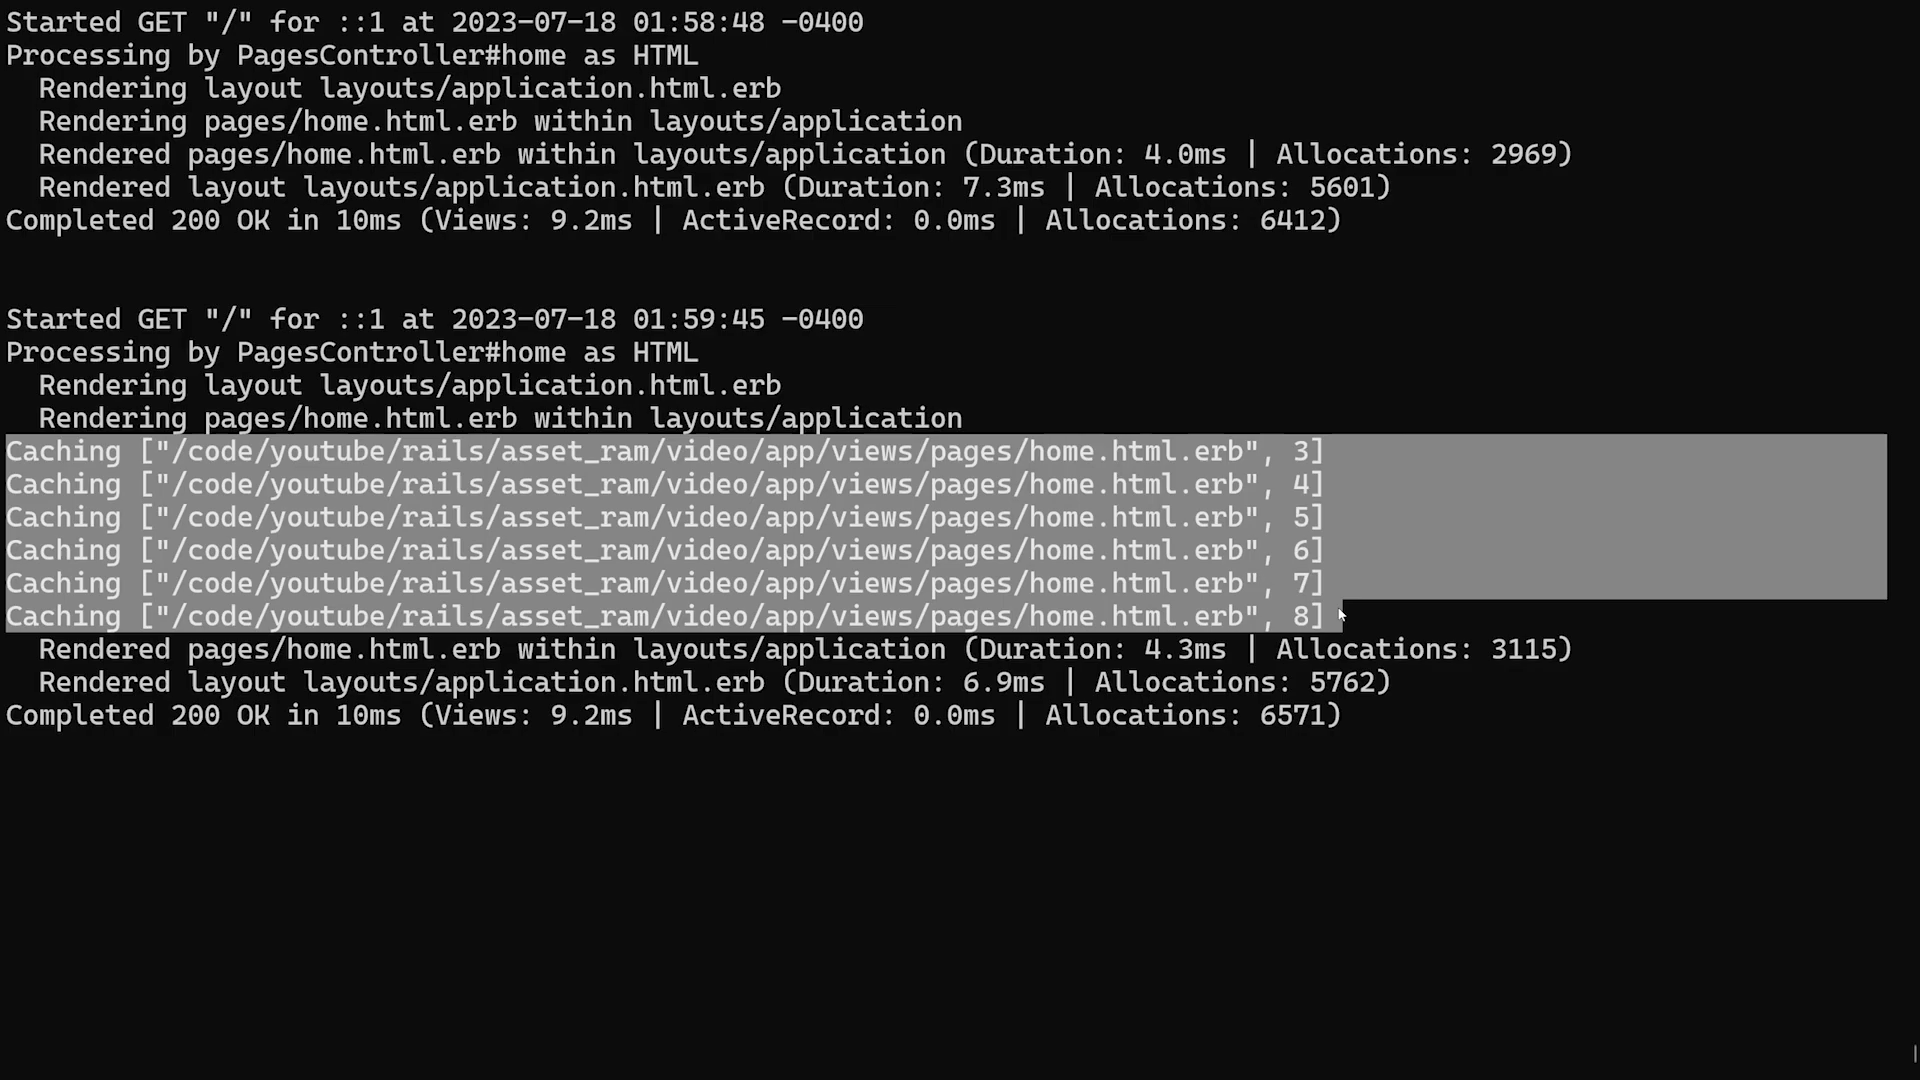 Started GET "/" for ::1 at 2023-07-18 01:58:48 -0400
Processing by PagesController#home as HTML
  Rendering layout layouts/application.html.erb
  Rendering pages/home.html.erb within layouts/application
  Rendered pages/home.html.erb within layouts/application (Duration: 4.0ms | Allocations: 2969)
  Rendered layout layouts/application.html.erb (Duration: 7.3ms | Allocations: 5601)
Completed 200 OK in 10ms (Views: 9.2ms | ActiveRecord: 0.0ms | Allocations: 6412)
Started GET "/" for ::1 at 2023-07-18 01:59:45 -0400
Processing by PagesController#home as HTML
  Rendering layout layouts/application.html.erb
  Rendering pages/home.html.erb within layouts/application
Caching ["/code/youtube/rails/asset_ram/video/app/views/pages/home.html.erb", 3]
Caching ["/code/youtube/rails/asset_ram/video/app/views/pages/home.html.erb", 4]
Caching ["/code/youtube/rails/asset_ram/video/app/views/pages/home.html.erb", 5]
Caching ["/code/youtube/rails/asset_ram/video/app/views/pages/home.html.erb", 6]
Caching ["/code/youtube/rails/asset_ram/video/app/views/pages/home.html.erb", 7]
Caching ["/code/youtube/rails/asset_ram/video/app/views/pages/home.html.erb", 8]
  Rendered pages/home.html.erb within layouts/application (Duration: 4.3ms | Allocations: 3115)
  Rendered layout layouts/application.html.erb (Duration: 6.9ms | Allocations: 5762)
Completed 200 OK in 10ms (Views: 9.2ms | ActiveRecord: 0.0ms | Allocations: 6571)